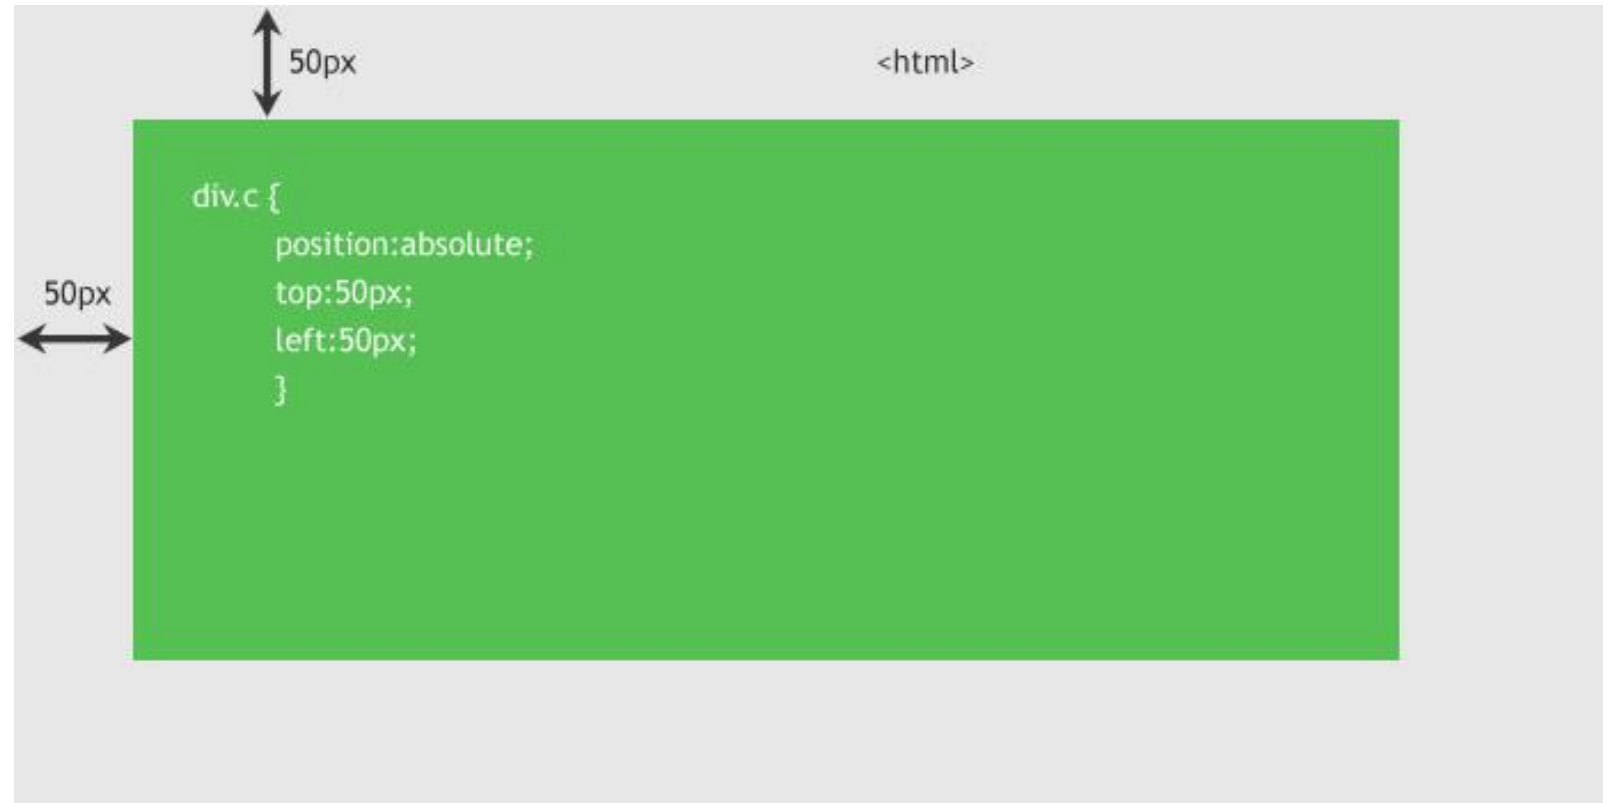 50px
<html>
div.c {
position:absolute;
top:50px;
50px
left:50px;
}